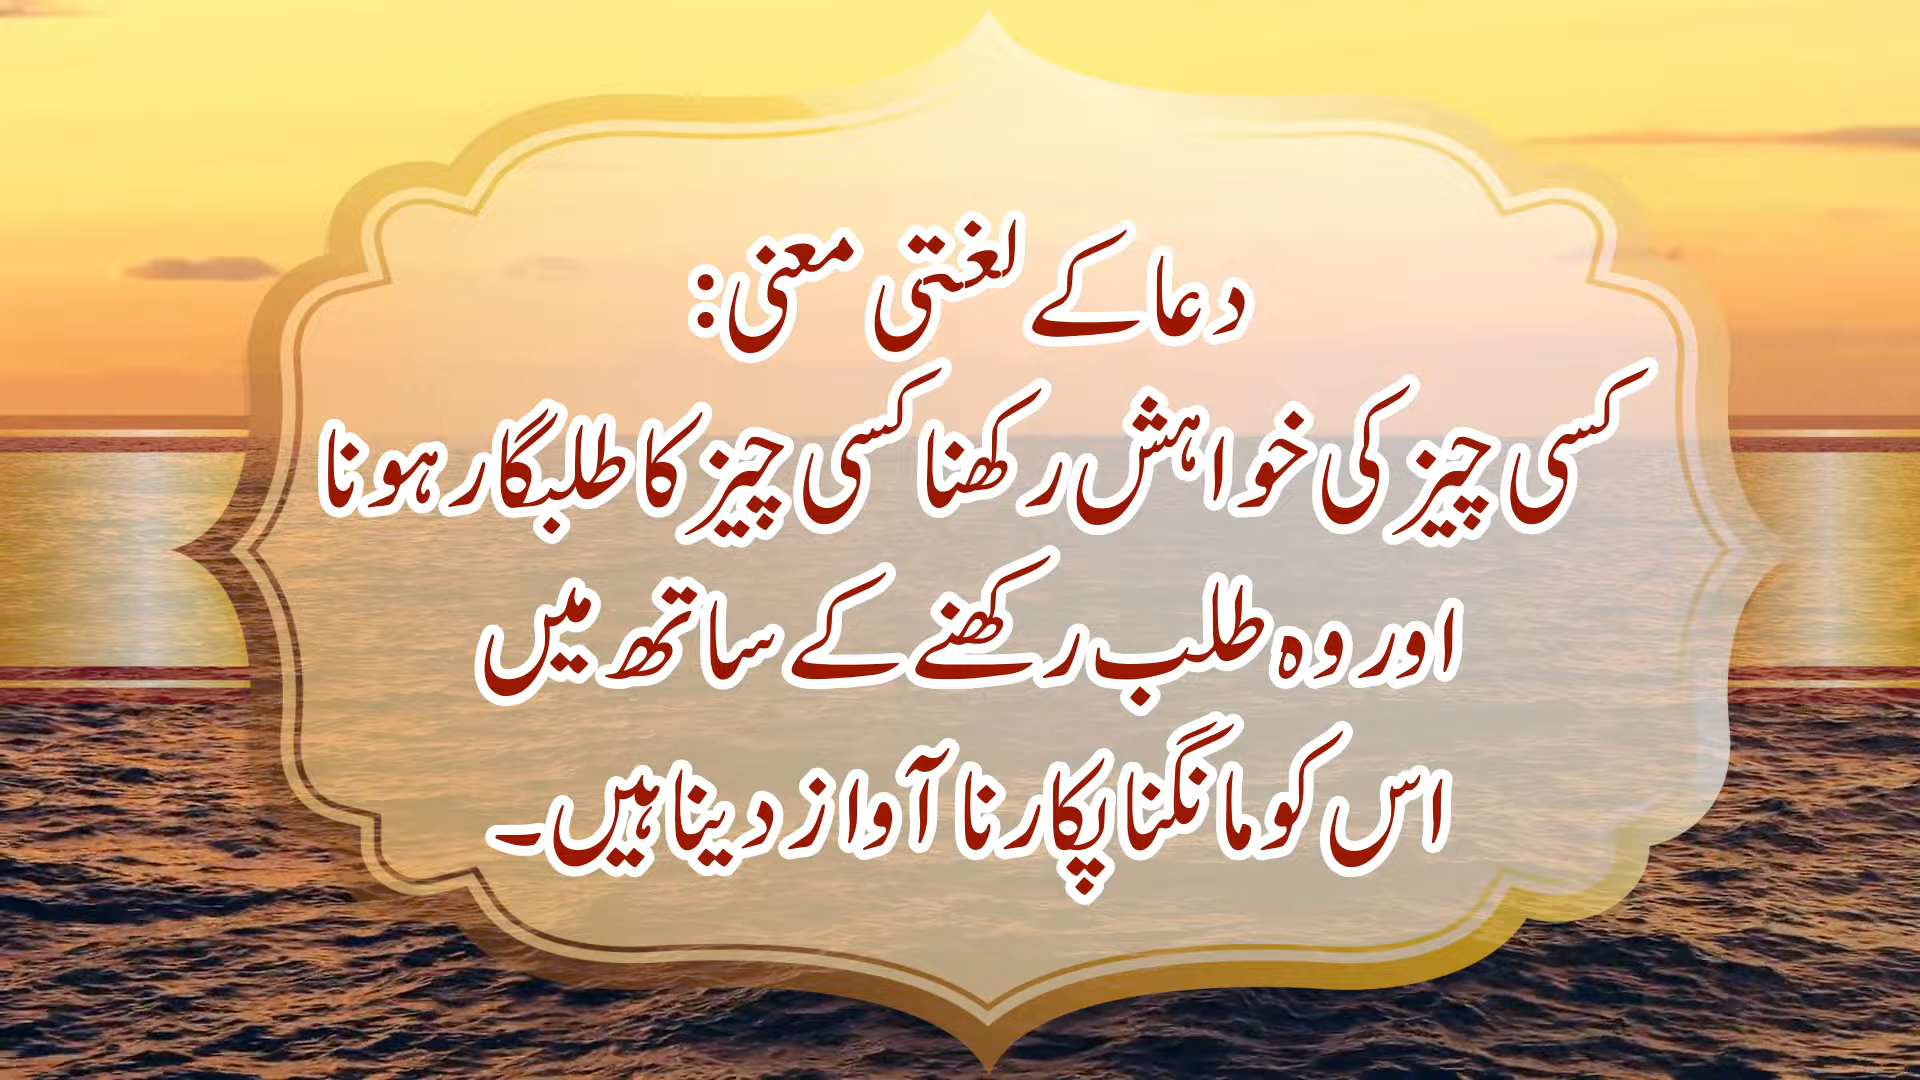 دعا کے لغتی معنی:
کسی چیز کی خواہش رکھنا کسی چیز کا طلبگار ہونا
اور وہ طلب رکھنے کے ساتھ میں
اس کو مانگنا پکارنا آواز دینا ہیں۔